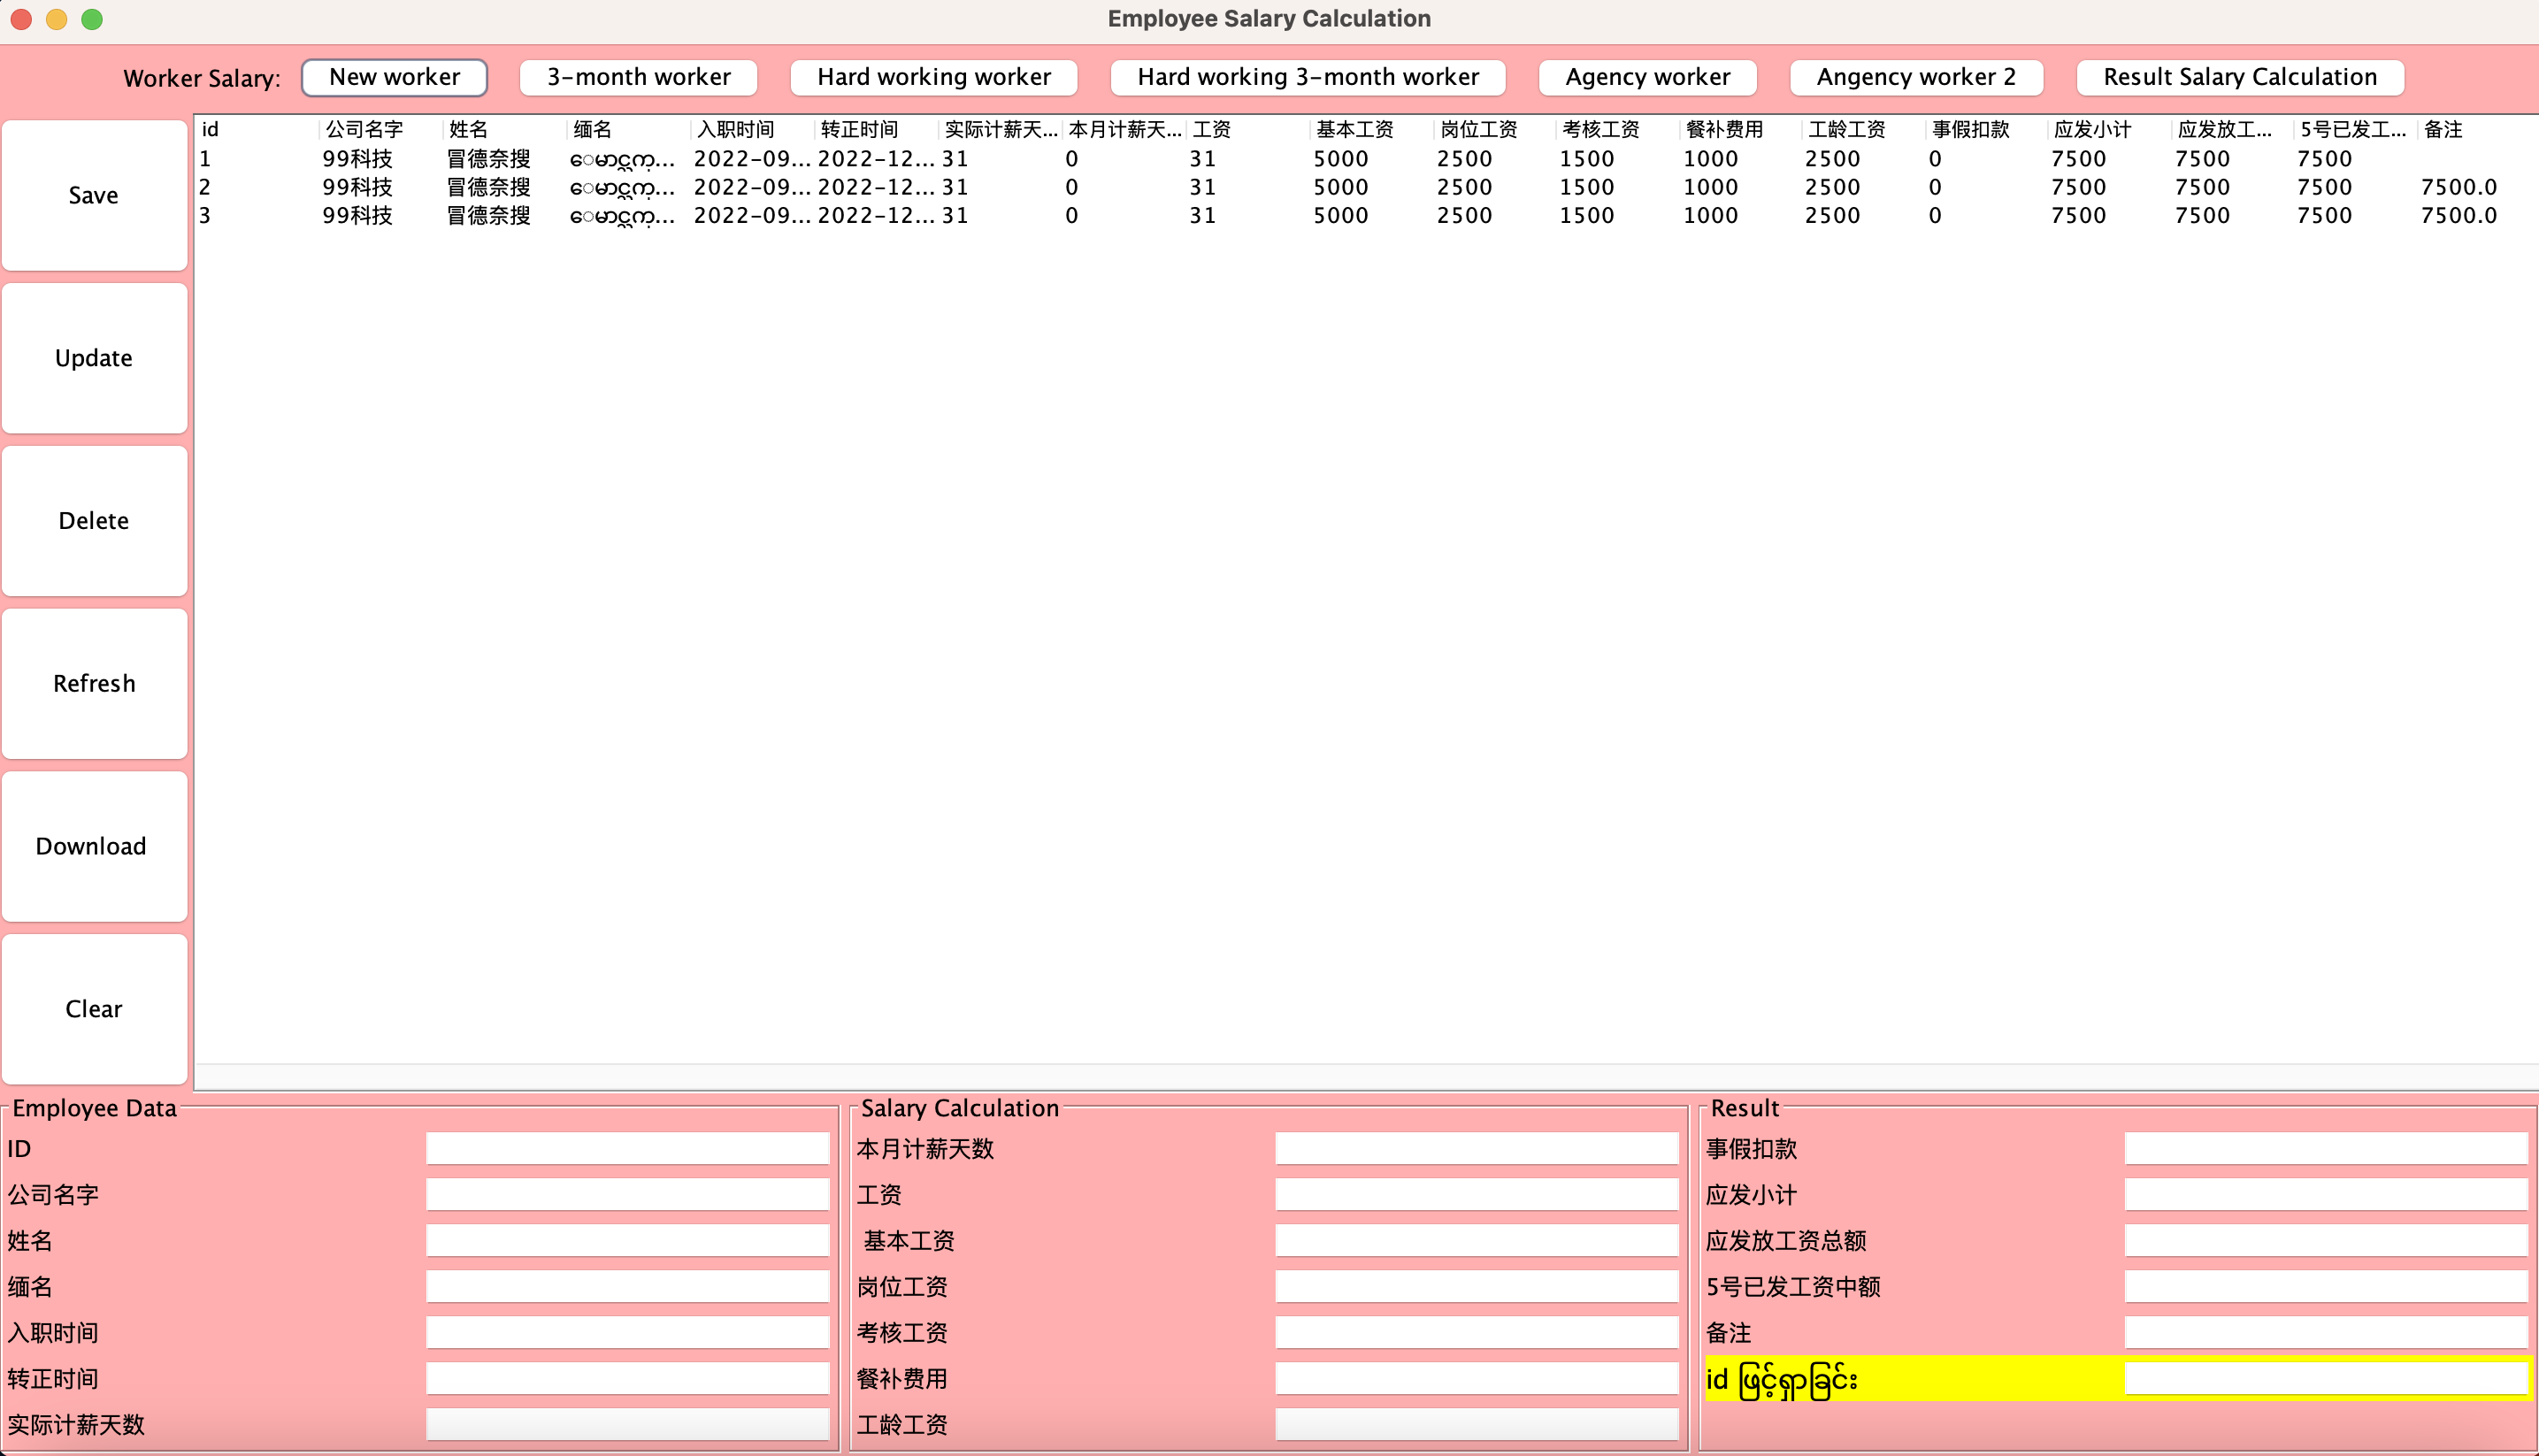 Employee Salary Calculation
Worker Salary: New worker 3-month worker Hard working worker Hard working 3-month worker Agency worker Angency worker 2 Result Salary Calculation
Save
Update
Delete
Refresh
Download
Clear
id 公司名字 姓名 缅名 入职时间 转正时间 实际计薪天... 本月计薪天... 工资 基本工资 岗位工资 考核工资 餐补费用 工龄工资 事假扣款 应发小计 应发放工... 5号已发工... 备注
1 99科技 冒德奈搜 2022-09... 2022-12... 31 0 31 5000 2500 1500 1000 2500 0 7500 7500 7500
2 99科技 冒德奈搜 2022-09... 2022-12... 31 0 31 5000 2500 1500 1000 2500 0 7500 7500 7500 7500.0
3 99科技 冒德奈搜 2022-09... 2022-12... 31 0 31 5000 2500 1500 1000 2500 0 7500 7500 7500 7500.0
Employee Data
ID
公司名字
姓名
缅名
入职时间
转正时间
实际计薪天数
Salary Calculation
本月计薪天数
工资
基本工资
岗位工资
考核工资
餐补费用
工龄工资
Result
事假扣款
应发小计
应发放工资总额
5号已发工资中额
备注
id ဖြင့်ရှာခြင်း